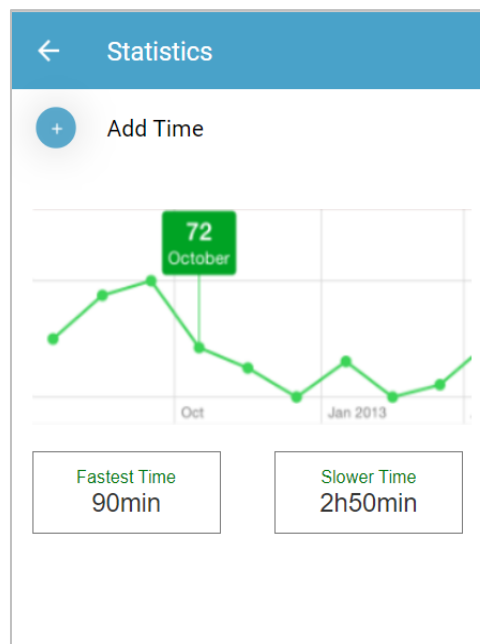 Statistics
+ Add Time
72
October
Oct Jan 2013
Fastest Time
90min
Slower Time
2h50min